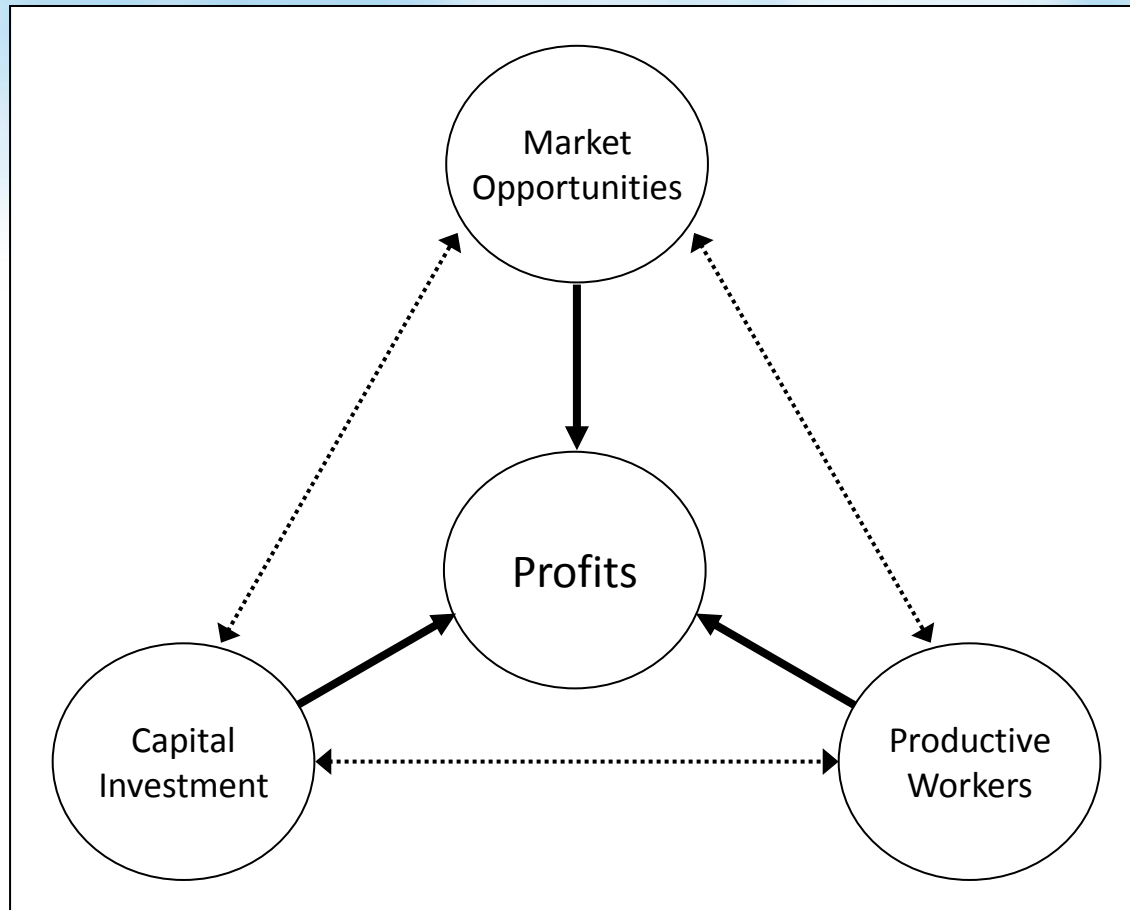 Market
Opportunities
Profits
Capital
Investment
Productive
Workers